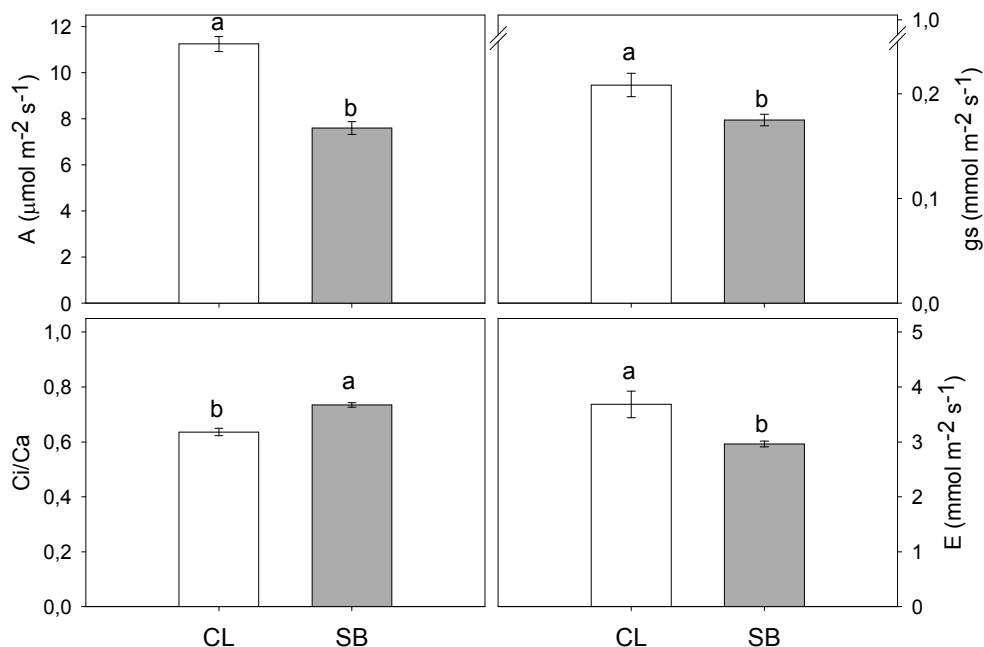 A (μmol m-2 s-1)
12
10
8
6
4
2
0
a
b
1,0
0,2
0,1
0,0
gs (mmol m-2 s-1)
a
b
Ci/Ca
1,0
0,8
0,6
0,4
0,2
0,0
b
a
5
4
3
2
1
0
E (mmol m-2 s-1)
a
b
CL SB CL SB